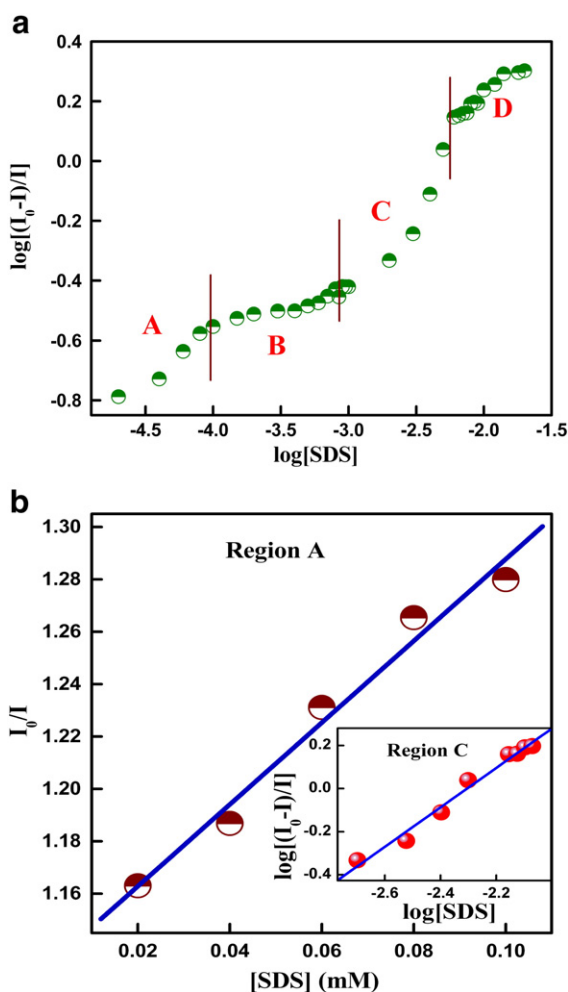 a
0.4
0.2
0.0
-0.2
-0.4
-0.6
-0.8
log[(I₀-I)/I]
A
B
C
D
-4.5 -4.0 -3.5 -3.0 -2.5 -2.0 -1.5
log[SDS]
b
1.30
1.28
1.26
1.24
1.22
1.20
1.18
1.16
I₀/I
Region A
Region C
0.2
0.0
-0.2
-0.4
log[(I₀-I)/I]
-2.6 -2.4 -2.2
log[SDS]
0.02 0.04 0.06 0.08 0.10
[SDS] (mM)